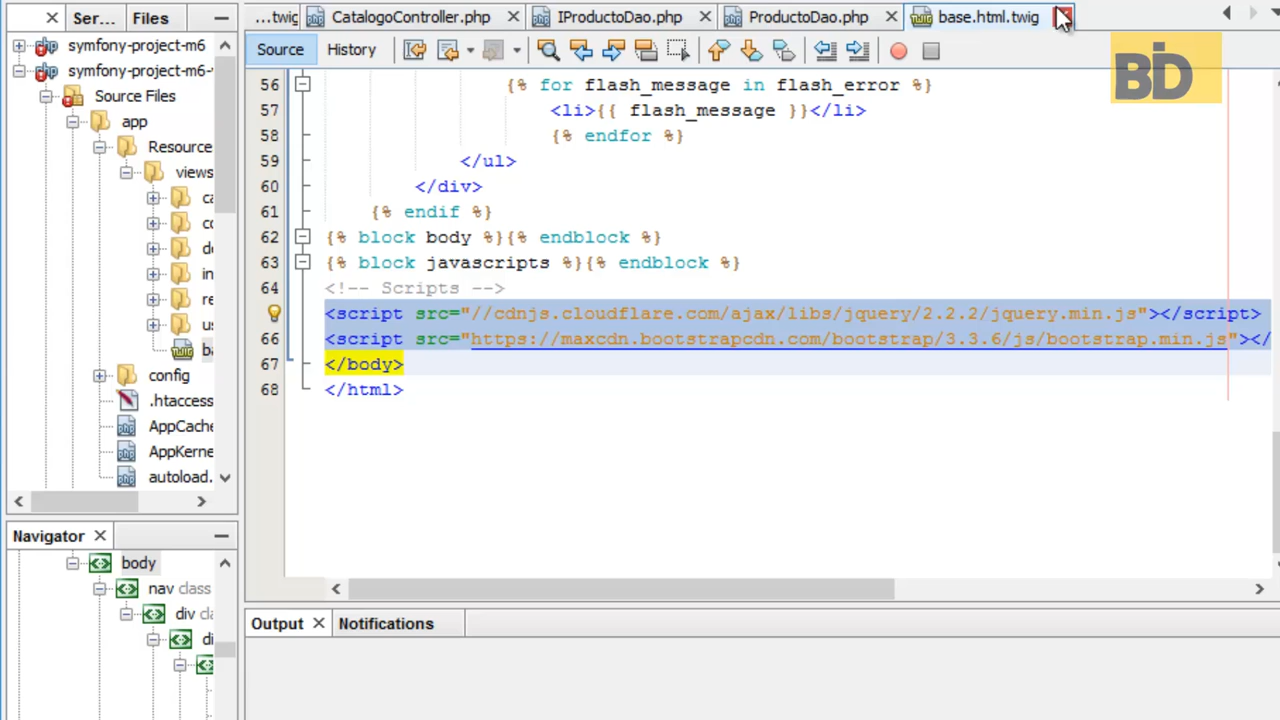 Ser... Files
...twig CatalogoController.php IProductoDao.php ProductoDao.php base.html.twig
Source History
BID
symfony-project-m6
symfony-project-m6-
Source Files
app
Resource
views
ca
co
de
in
re
us
ba
config
.htaccess
AppCache
AppKerne
autoload.
56 {% for flash_message in flash_error %}
57 <li>{{ flash_message }}</li>
58 {% endfor %}
59 </ul>
60 </div>
61 {% endif %}
62 {% block body %}{% endblock %}
63 {% block javascripts %}{% endblock %}
64 <!-- Scripts -->
<script src="//cdnjs.cloudflare.com/ajax/libs/jquery/2.2.2/jquery.min.js"></script>
66 <script src="https://maxcdn.bootstrapcdn.com/bootstrap/3.3.6/js/bootstrap.min.js"></
67 </body>
68 </html>
Navigator
body
nav class
div cla
di
Output Notifications